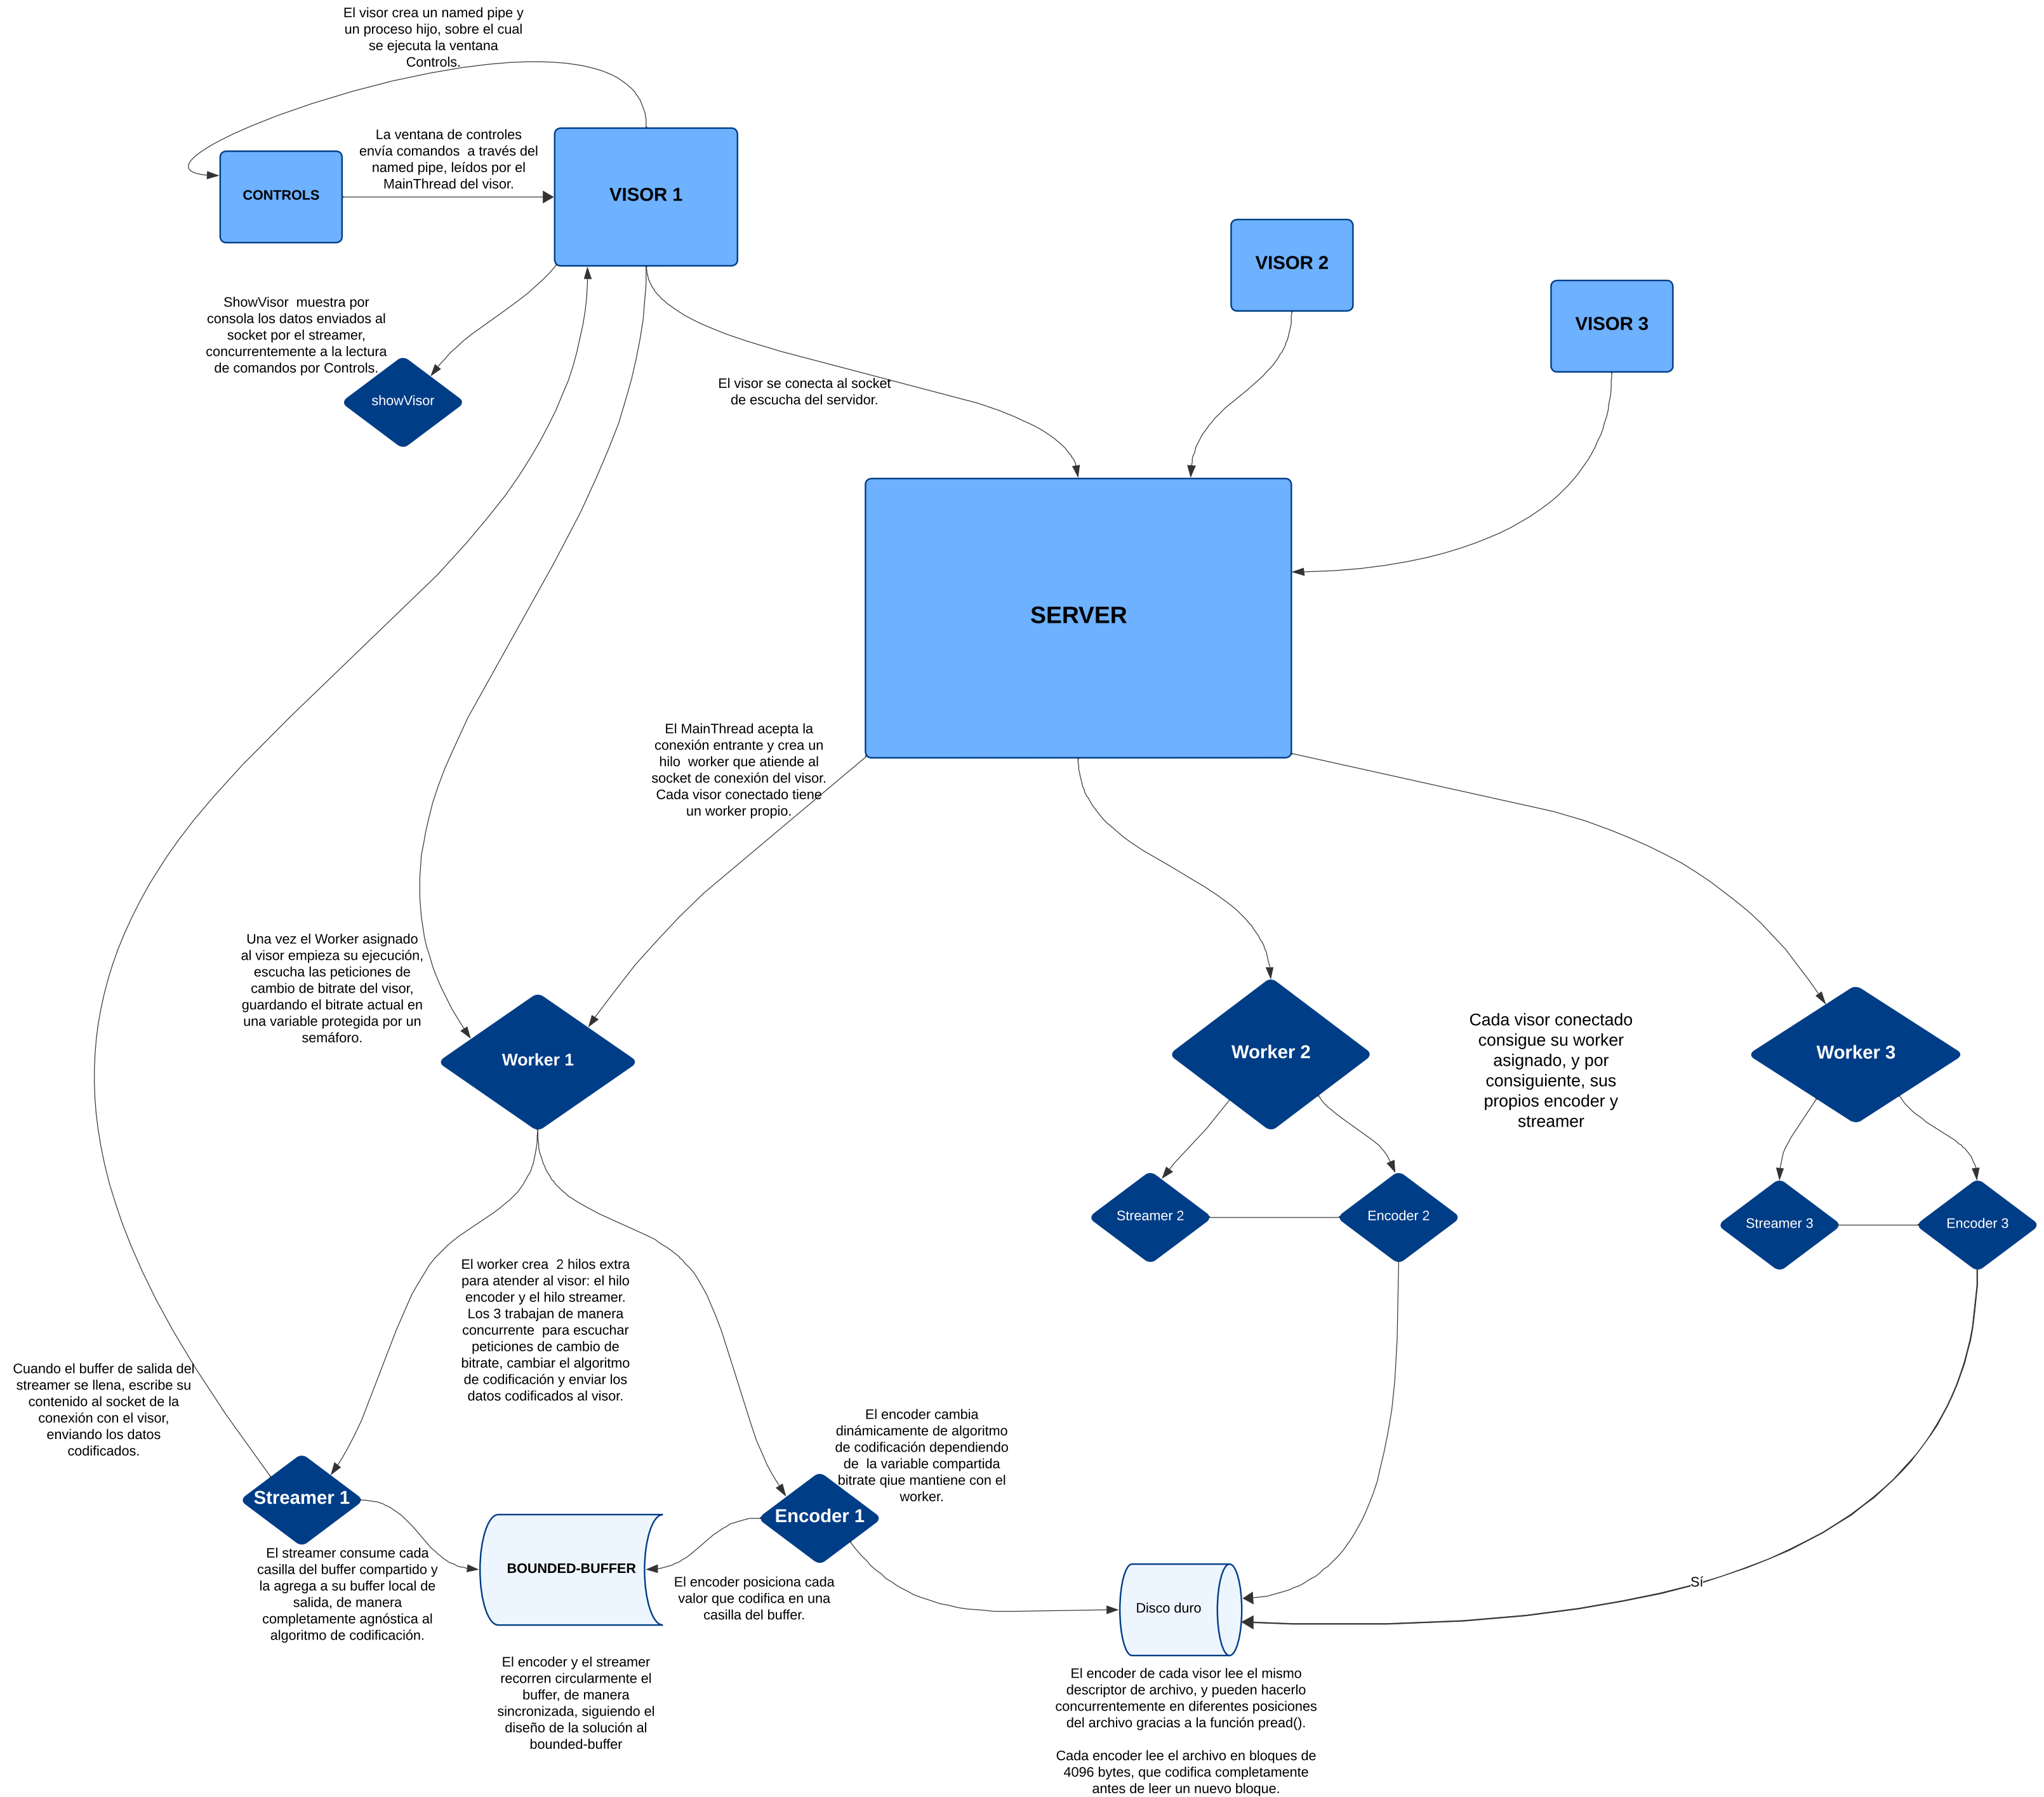 El visor crea un named pipe y
un proceso hijo, sobre el cual
se ejecuta la ventana
Controls.
La ventana de controles
envía comandos  a través del
named pipe, leídos por el
MainThread del visor.
CONTROLS
VISOR 1
VISOR 2
VISOR 3
ShowVisor  muestra por
consola los datos enviados al
socket por el streamer,
concurrentemente a la lectura
de comandos por Controls.
showVisor
El visor se conecta al socket
de escucha del servidor.
SERVER
El MainThread acepta la
conexión entrante y crea un
hilo  worker que atiende al
socket de conexión del visor.
Cada visor conectado tiene
un worker propio.
Una vez el Worker asignado
al visor empieza su ejecución,
escucha las peticiones de
cambio de bitrate del visor,
guardando el bitrate actual en
una variable protegida por un
semáforo.
Worker 1
Worker 2
Cada visor conectado
consigue su worker
asignado, y por
consiguiente, sus
propios encoder y
streamer
Worker 3
Streamer 2
Encoder 2
Streamer 3
Encoder 3
El worker crea  2 hilos extra
para atender al visor: el hilo
encoder y el hilo streamer.
Los 3 trabajan de manera
concurrente  para escuchar
peticiones de cambio de
bitrate, cambiar el algoritmo
de codificación y enviar los
datos codificados al visor.
Cuando el buffer de salida del
streamer se llena, escribe su
contenido al socket de la
conexión con el visor,
enviando los datos
codificados.
El encoder cambia
dinámicamente de algoritmo
de codificación dependiendo
de  la variable compartida
bitrate qiue mantiene con el
worker.
Streamer 1
Encoder 1
El streamer consume cada
casilla del buffer compartido y
la agrega a su buffer local de
salida, de manera
completamente agnóstica al
algoritmo de codificación.
BOUNDED-BUFFER
El encoder posiciona cada
valor que codifica en una
casilla del buffer.
Disco duro
Sí
El encoder y el streamer
recorren circularmente el
buffer, de manera
sincronizada, siguiendo el
diseño de la solución al
bounded-buffer
El encoder de cada visor lee el mismo
descriptor de archivo, y pueden hacerlo
concurrentemente en diferentes posiciones
del archivo gracias a la función pread().
Cada encoder lee el archivo en bloques de
4096 bytes, que codifica completamente
antes de leer un nuevo bloque.